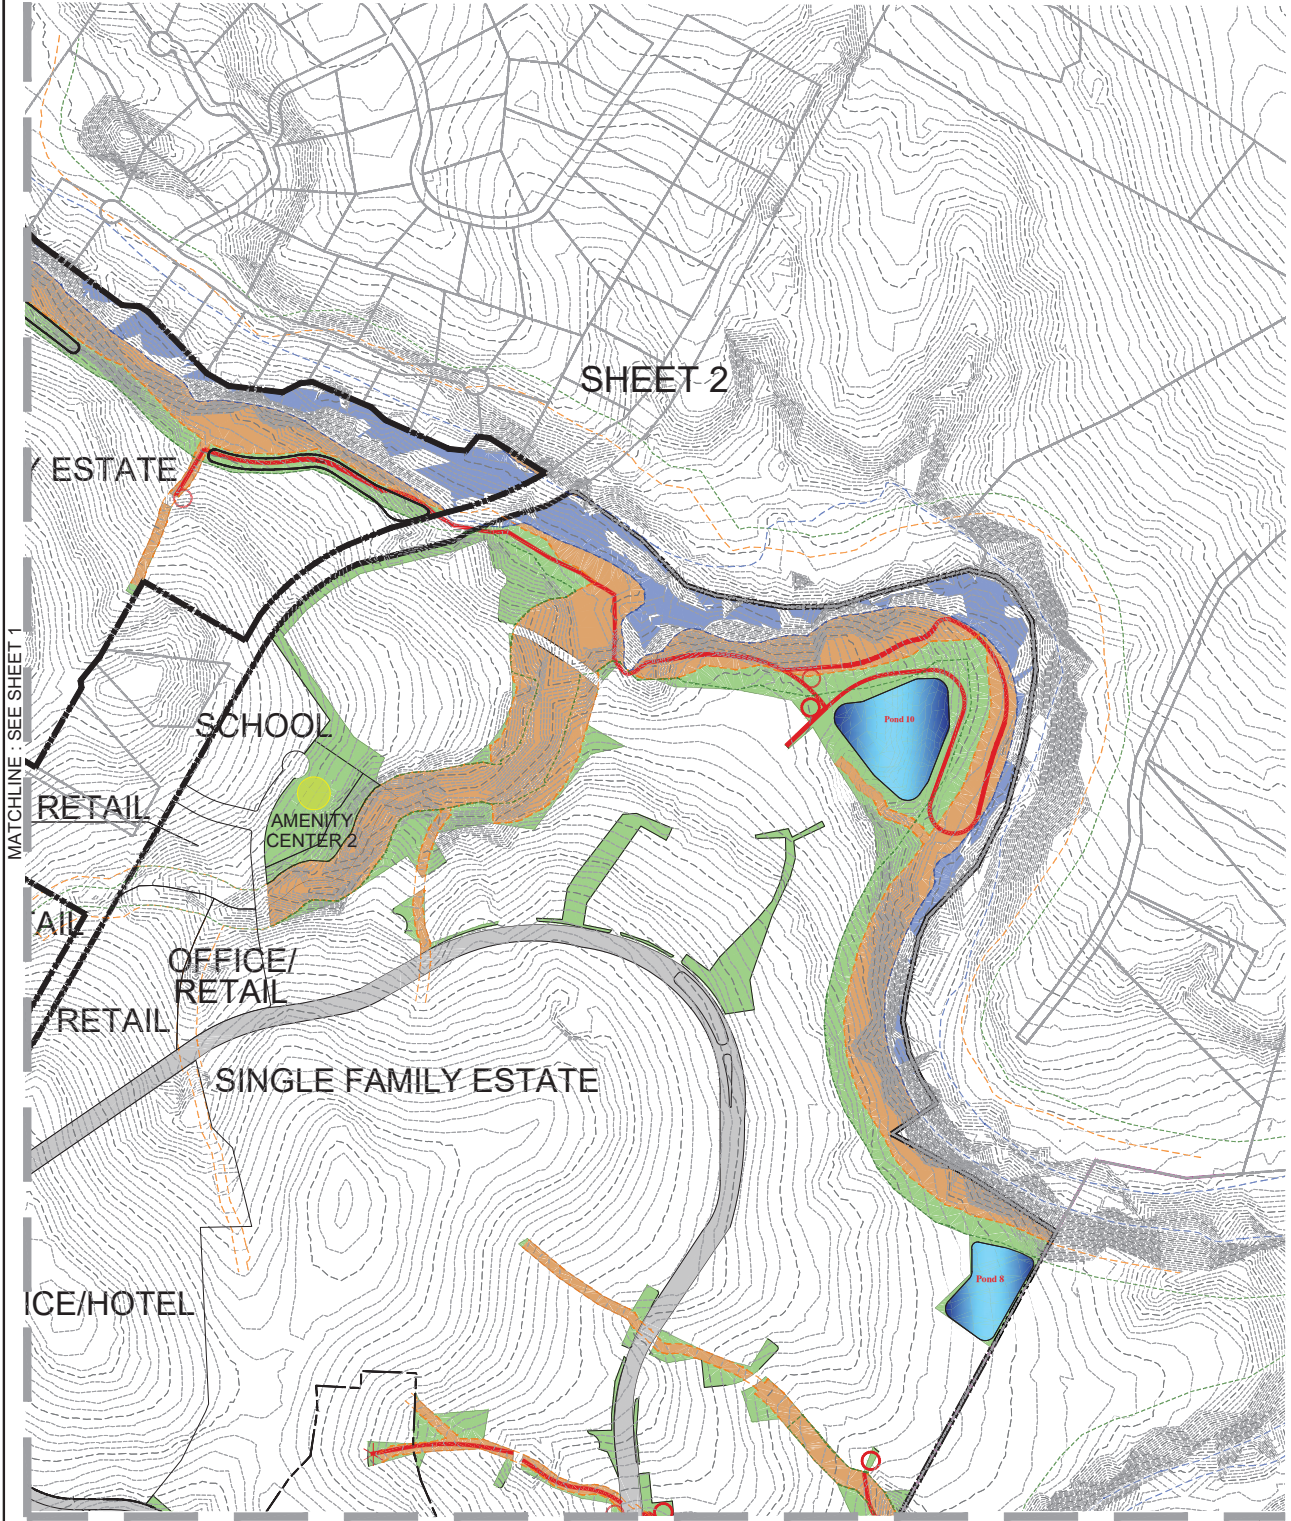 SHEET 2
Y ESTATE
MATCHLINE : SEE SHEET 1
SCHOOL
Pond 10
RETAIL
AMENITY
CENTER 2
TAIL
OFFICE/
RETAIL
RETAIL
SINGLE FAMILY ESTATE
Pond 8
ICE/HOTEL